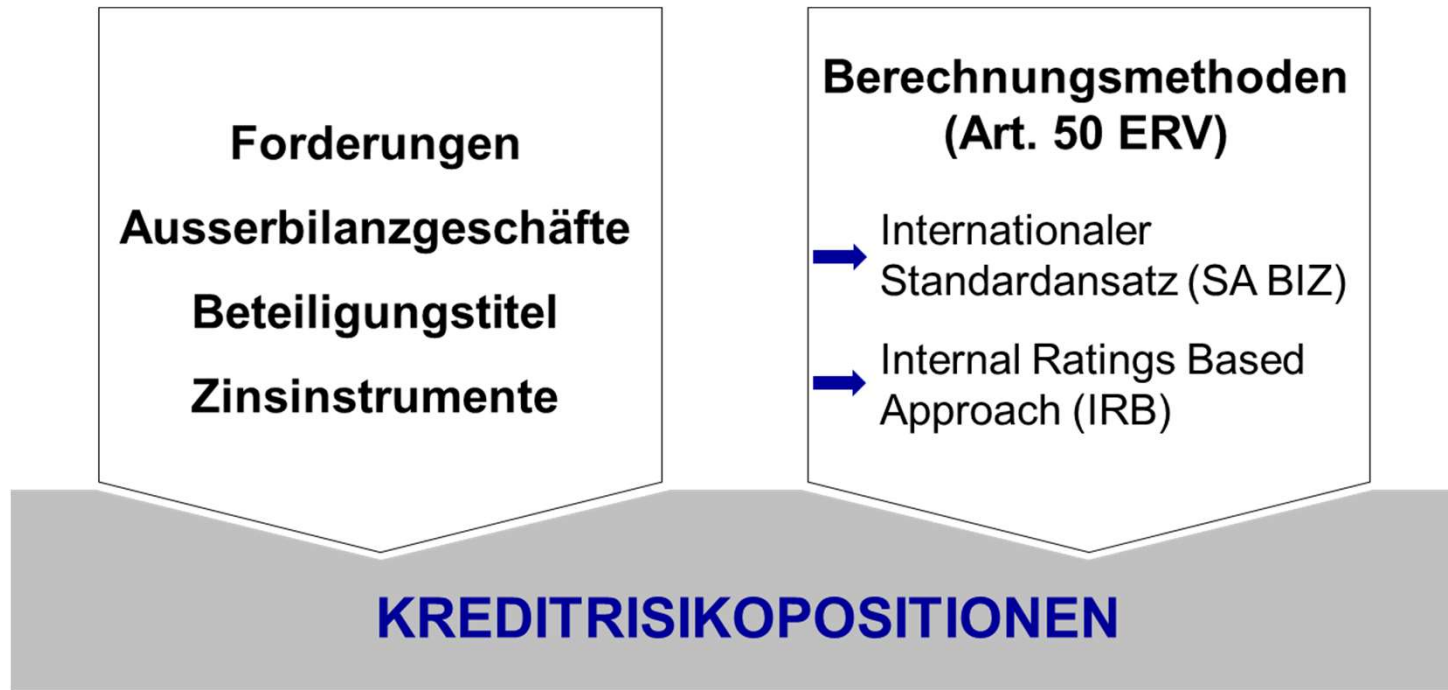 Forderungen
Ausserbilanzgeschäfte
Beteiligungstitel
Zinsinstrumente
Berechnungsmethoden
(Art. 50 ERV)
Internationaler
Standardansatz (SA BIZ)
Internal Ratings Based
Approach (IRB)
KREDITRISIKOPOSITIONEN